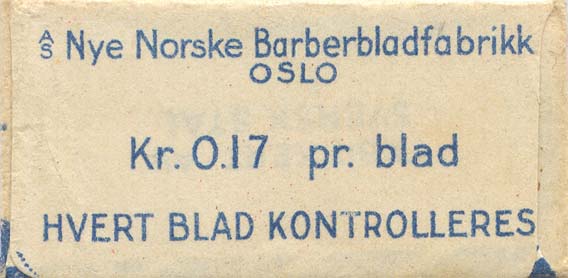 A/S Nye Norske Barberbladfabrikk
OSLO
Kr. 0.17 pr. blad
HVERT BLAD KONTROLLERES